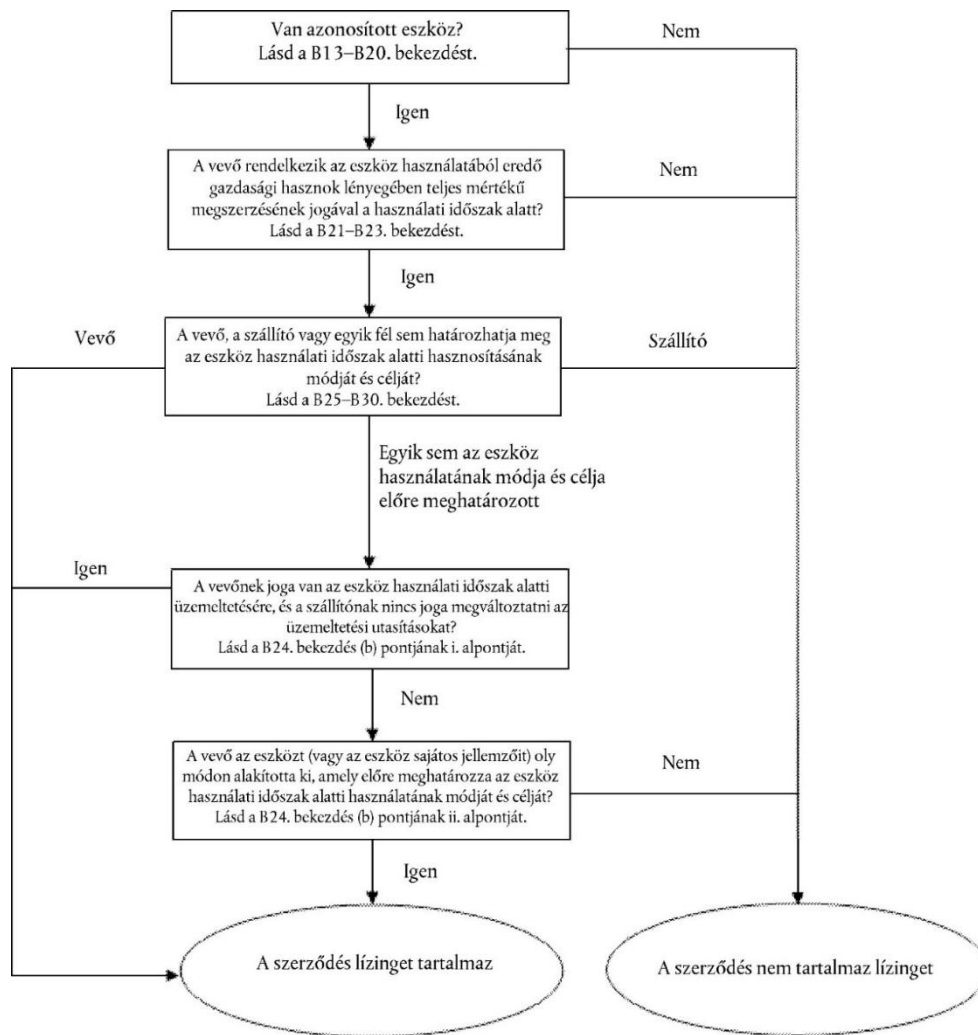 Van azonosított eszköz?
Lásd a B13–B20. bekezdést.
Nem
Igen
A vevő rendelkezik az eszköz használatából eredő
gazdasági hasznok lényegében teljes mértékű
megszerzésének jogával a használati időszak alatt?
Lásd a B21–B23. bekezdést.
Nem
Igen
Vevő
A vevő, a szállító vagy egyik fél sem határozhatja meg
az eszköz használati időszak alatti hasznosításának
módját és célját?
Lásd a B25–B30. bekezdést.
Szállító
Egyik sem az eszköz
használatának módja és célja
előre meghatározott
Igen
A vevőnek joga van az eszköz használati időszak alatti
üzemeltetésére, és a szállítónak nincs joga megváltoztatni az
üzemeltetési utasításokat?
Lásd a B24. bekezdés (b) pontjának i. alpontját.
Nem
A vevő az eszközt (vagy az eszköz sajátos jellemzőit) oly
módon alakította ki, amely előre meghatározza az eszköz
használati időszak alatti használatának módját és célját?
Lásd a B24. bekezdés (b) pontjának ii. alpontját.
Nem
Igen
A szerződés lízinget tartalmaz
A szerződés nem tartalmaz lízinget